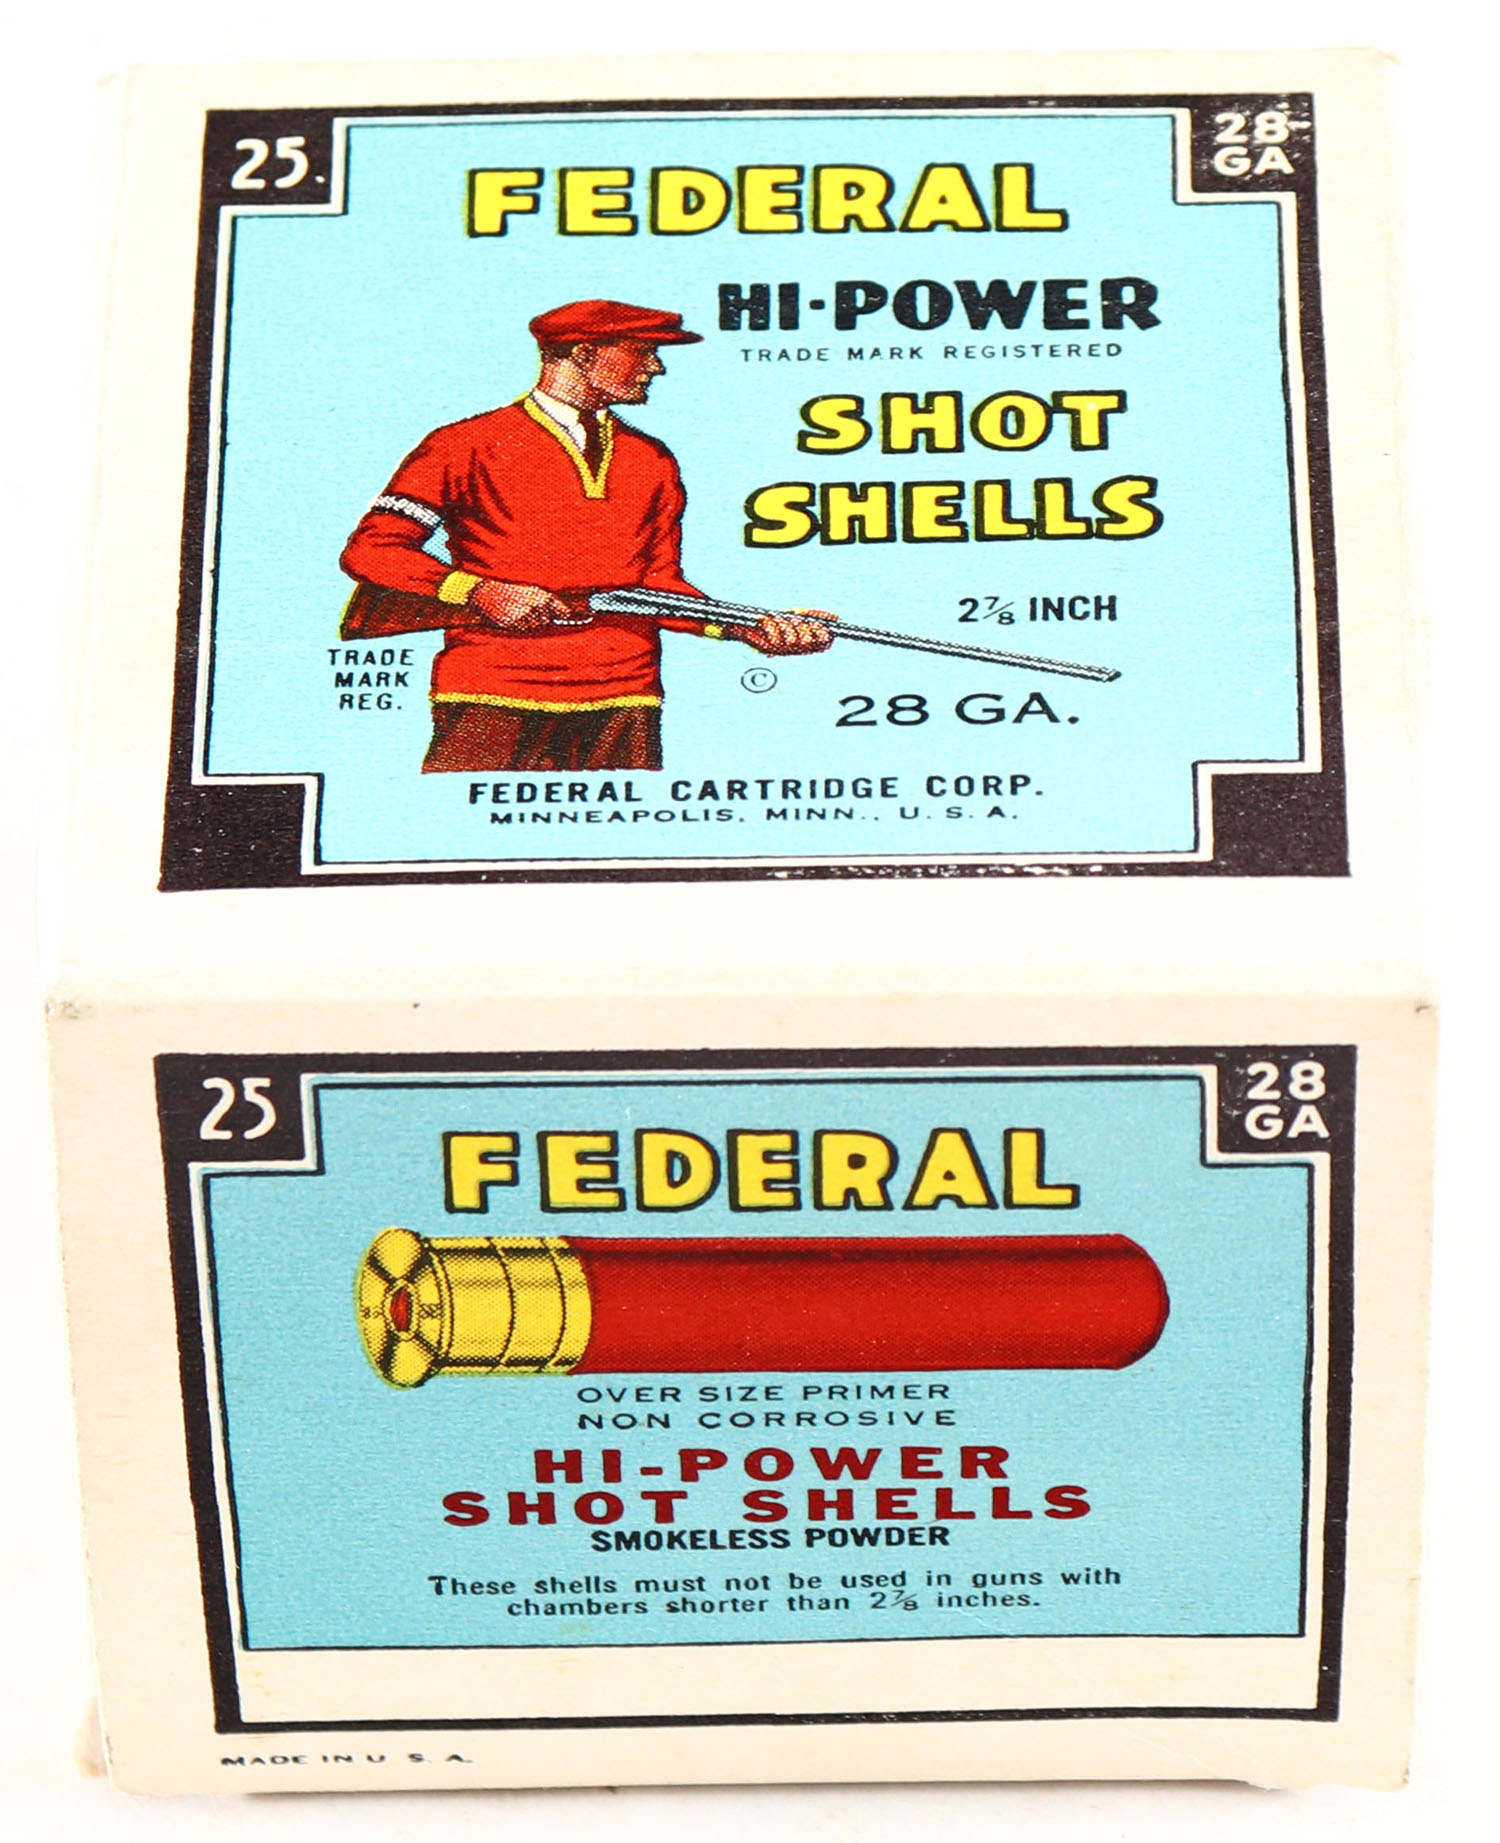 25.
28
GA
FEDERAL
HI-POWER
TRADE MARK REGISTERED
SHOT
SHELLS
HI-POWER
2⅞ INCH
TRADE
MARK
REG.
©
28 GA.
FEDERAL CARTRIDGE CORP.
MINNEAPOLIS, MINN., U. S. A.
25
28
GA
FEDERAL
OVER SIZE PRIMER
NON CORROSIVE
HI-POWER
SHOT SHELLS
SMOKELESS POWDER
These shells must not be used in guns with
chambers shorter than 2⅞ inches.
MADE IN U. S. A.